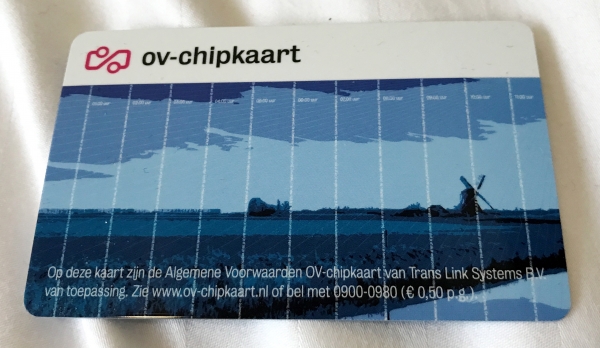 ov-chipkaart
Op deze kaart zijn de Algemene Voorwaarden OV-chipkaart van Trans Link Systems B.V.
van toepassing. Zie www.ov-chipkaart.nl of bel met 0900-0980 (€ 0,50 p.g.).